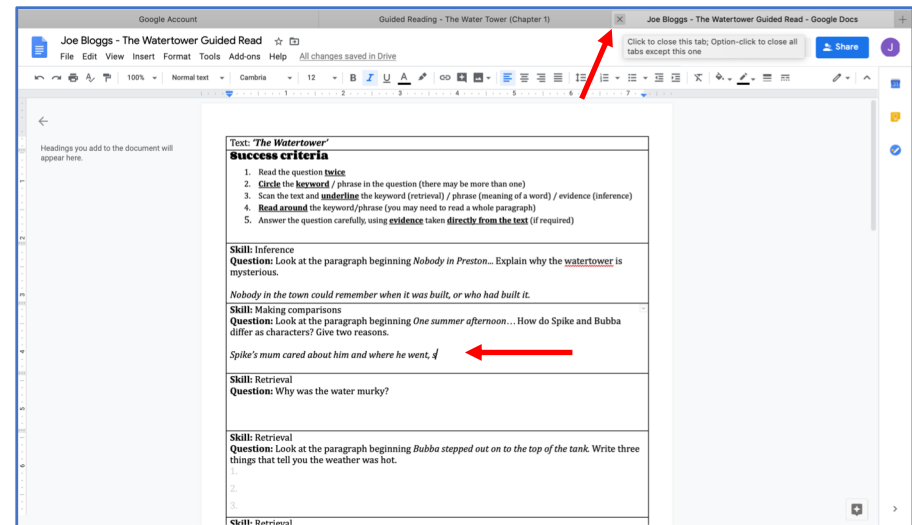 Google Account
Guided Reading - The Water Tower (Chapter 1)
Joe Bloggs - The Watertower Guided Read - Google Docs
Joe Bloggs - The Watertower Guided Read
Click to close this tab; Option-click to close all
tabs except this one
Share
J
File Edit View Insert Format Tools Add-ons Help All changes saved in Drive
100% Normal text Cambria 12 B I U A
1 2 3 4 5 6 7
Headings you add to the document will
appear here.
Text: 'The Watertower'
Success criteria
1. Read the question twice
2. Circle the keyword / phrase in the question (there may be more than one)
3. Scan the text and underline the keyword (retrieval) / phrase (meaning of a word) / evidence (inference)
4. Read around the keyword/phrase (you may need to read a whole paragraph)
5. Answer the question carefully, using evidence taken directly from the text (if required)
Skill: Inference
Question: Look at the paragraph beginning Nobody in Preston... Explain why the watertower is
mysterious.
Nobody in the town could remember when it was built, or who had built it.
Skill: Making comparisons
Question: Look at the paragraph beginning One summer afternoon... How do Spike and Bubba
differ as characters? Give two reasons.
Spike's mum cared about him and where he went, s
Skill: Retrieval
Question: Why was the water murky?
Skill: Retrieval
Question: Look at the paragraph beginning Bubba stepped out on to the top of the tank. Write three
things that tell you the weather was hot.
1.
2.
3.
Skill: Retrieval